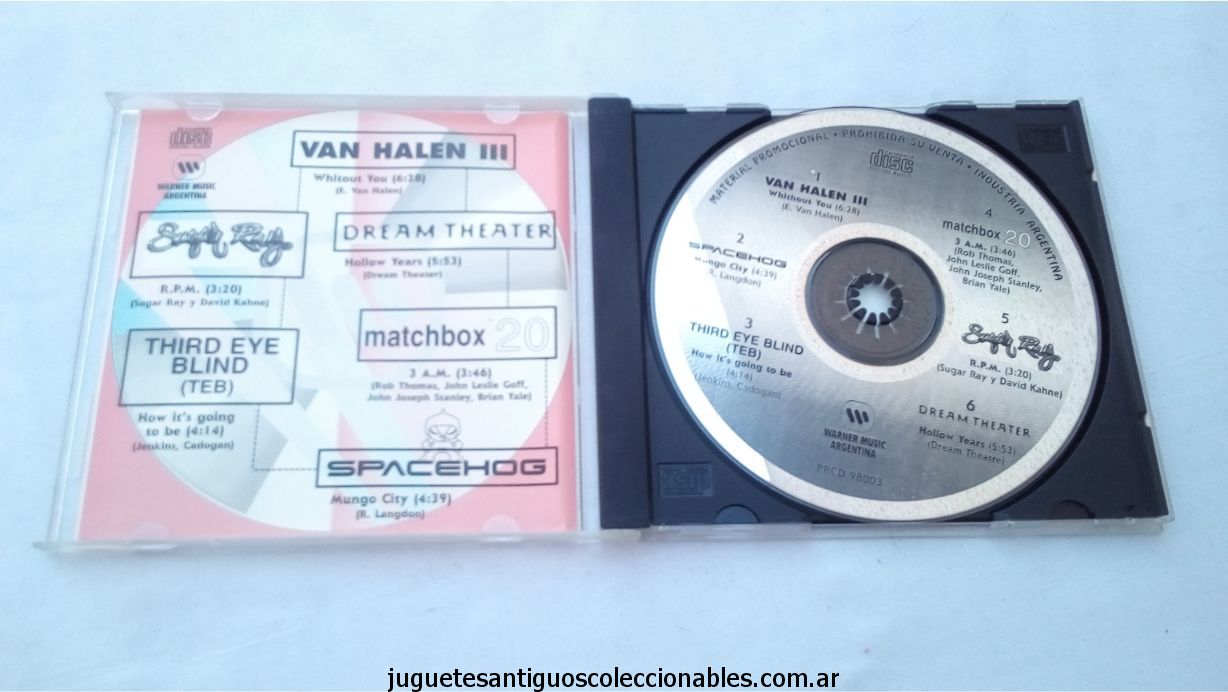 disc
WARNER MUSIC
ARGENTINA
VAN HALEN III
Whitout You (6:28)
(E. Van Halen)
Sugar Ray
R.P.M. (3:20)
(Sugar Ray y David Kahne)
DREAM THEATER
Hollow Years (5:53)
(Dream Theater)
THIRD EYE
BLIND
(TEB)
How it's going
to be (4:14)
(Jenkins, Cadogan)
matchbox 20
3 A.M. (3:46)
(Rob Thomas, John Leslie Goff,
John Joseph Stanley, Brian Yale)
SPACEHOG
Mungo City (4:39)
(R. Langdon)
MATERIAL PROMOCIONAL • PROHIBIDA SU VENTA • INDUSTRIA ARGENTINA
COMPACT
disc
DIGITAL AUDIO
1
VAN HALEN III
Whithout You (6:28)
(E. Van Halen)
2
SPACEHOG
Mungo City (4:39)
(R. Langdon)
3
THIRD EYE BLIND
(TEB)
How it's going to be
(4:14)
(Jenkins, Cadogan)
4
matchbox 20
3 A.M. (3:46)
(Rob Thomas,
John Leslie Goff,
John Joseph Stanley,
Brian Yale)
5
Sugar Ray
R.P.M. (3:20)
(Sugar Ray y David Kahne)
6
DREAM THEATER
Hollow Years (5:53)
(Dream Theatre)
WARNER MUSIC
ARGENTINA
PRCD 98003
disc
juguetesantiguoscoleccionables.com.ar